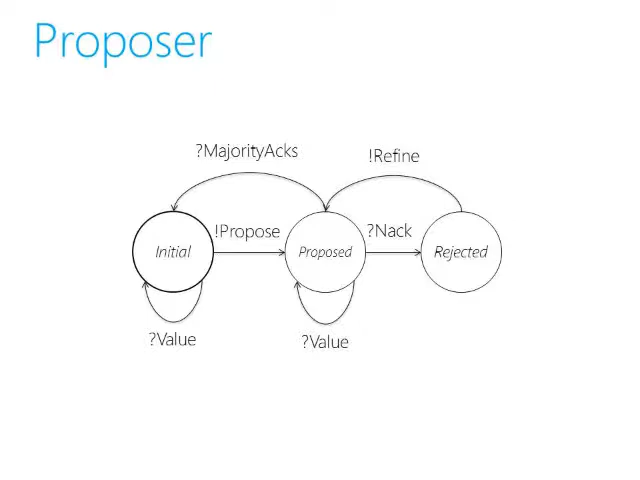 Proposer
?MajorityAcks
!Refine
!Propose
?Nack
Initial
Proposed
Rejected
?Value
?Value